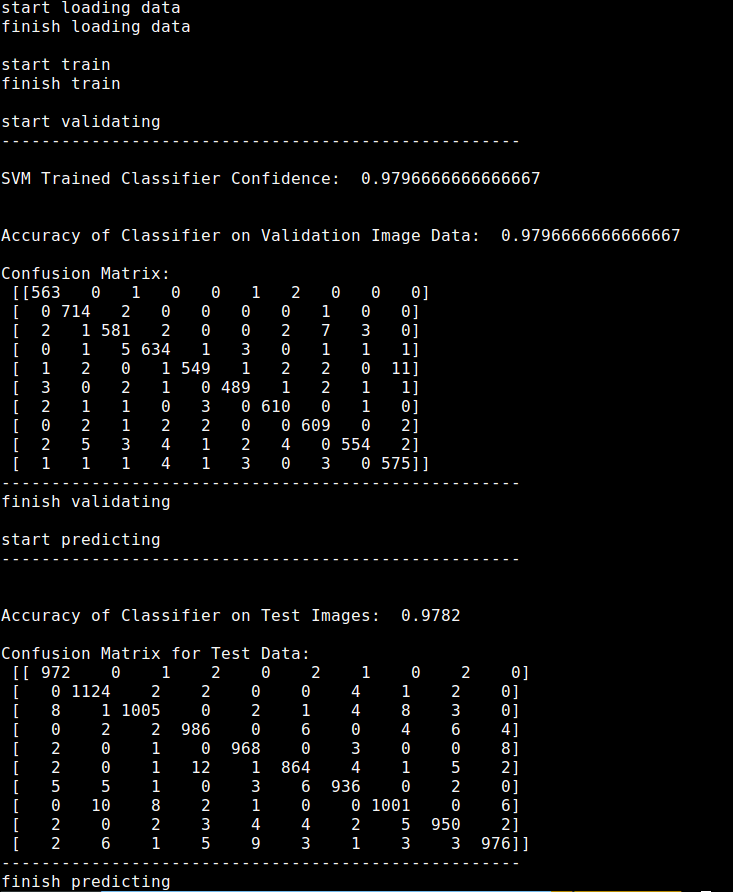 start loading data
finish loading data
start train
finish train
start validating
----------------------------------------------------
SVM Trained Classifier Confidence:  0.9796666666666667
Accuracy of Classifier on Validation Image Data:  0.9796666666666667
Confusion Matrix:
[[563   0   1   0   0   1   2   0   0   0]
[  0 714   2   0   0   0   0   1   0   0]
[  2   1 581   2   0   0   2   7   3   0]
[  0   1   5 634   1   3   0   1   1   1]
[  1   2   0   1 549   1   2   2   0  11]
[  3   0   2   1   0 489   1   2   1   1]
[  2   1   1   0   3   0 610   0   1   0]
[  0   2   1   2   2   0   0 609   0   2]
[  2   5   3   4   1   2   4   0 554   2]
[  1   1   1   4   1   3   0   3   0 575]]
----------------------------------------------------
finish validating
start predicting
----------------------------------------------------
Accuracy of Classifier on Test Images:  0.9782
Confusion Matrix for Test Data:
[[ 972    0    1    2    0    2    1    0    2    0]
[   0 1124    2    2    0    0    4    1    2    0]
[   8    1 1005    0    2    1    4    8    3    0]
[   0    2    2  986    0    6    0    4    6    4]
[   2    0    1    0  968    0    3    0    0    8]
[   2    0    1   12    1  864    4    1    5    2]
[   5    5    1    0    3    6  936    0    2    0]
[   0   10    8    2    1    0    0 1001    0    6]
[   2    0    2    3    4    4    2    5  950    2]
[   2    6    1    5    9    3    1    3    3  976]]
----------------------------------------------------
finish predicting